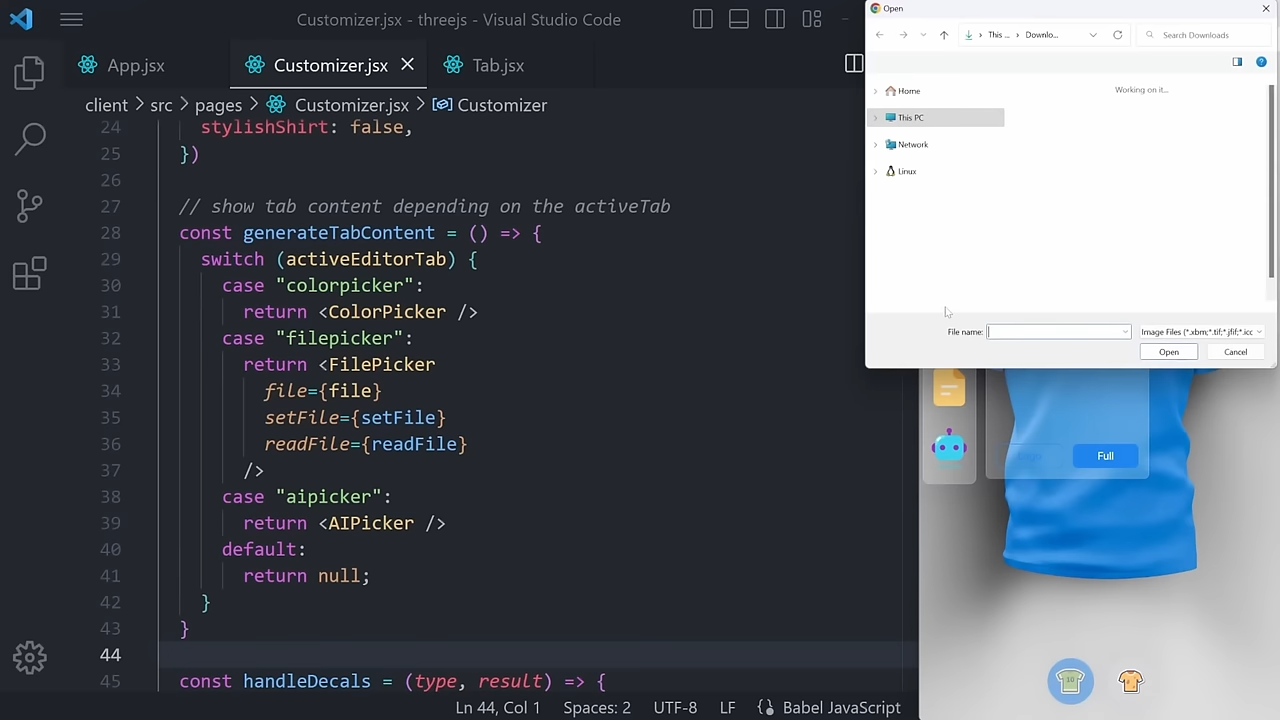 Customizer.jsx - threejs - Visual Studio Code
App.jsx
Customizer.jsx
Tab.jsx
client > src > pages > Customizer.jsx > Customizer
24 stylishShirt: false,
25 })
26
27 // show tab content depending on the activeTab
28 const generateTabContent = () => {
29 switch (activeEditorTab) {
30 case "colorpicker":
31 return <ColorPicker />
32 case "filepicker":
33 return <FilePicker
34 file={file}
35 setFile={setFile}
36 readFile={readFile}
37 />
38 case "aipicker":
39 return <AIPicker />
40 default:
41 return null;
42 }
43 }
44
45 const handleDecals = (type, result) => {
Ln 44, Col 1 Spaces: 2 UTF-8 LF Babel JavaScript
Open
This ... > Downlo...
Search Downloads
Home
This PC
Network
Linux
Working on it...
File name:
Image Files (*.xbm;*.tif;*.jfif;*.icc
Open
Cancel
Full
10